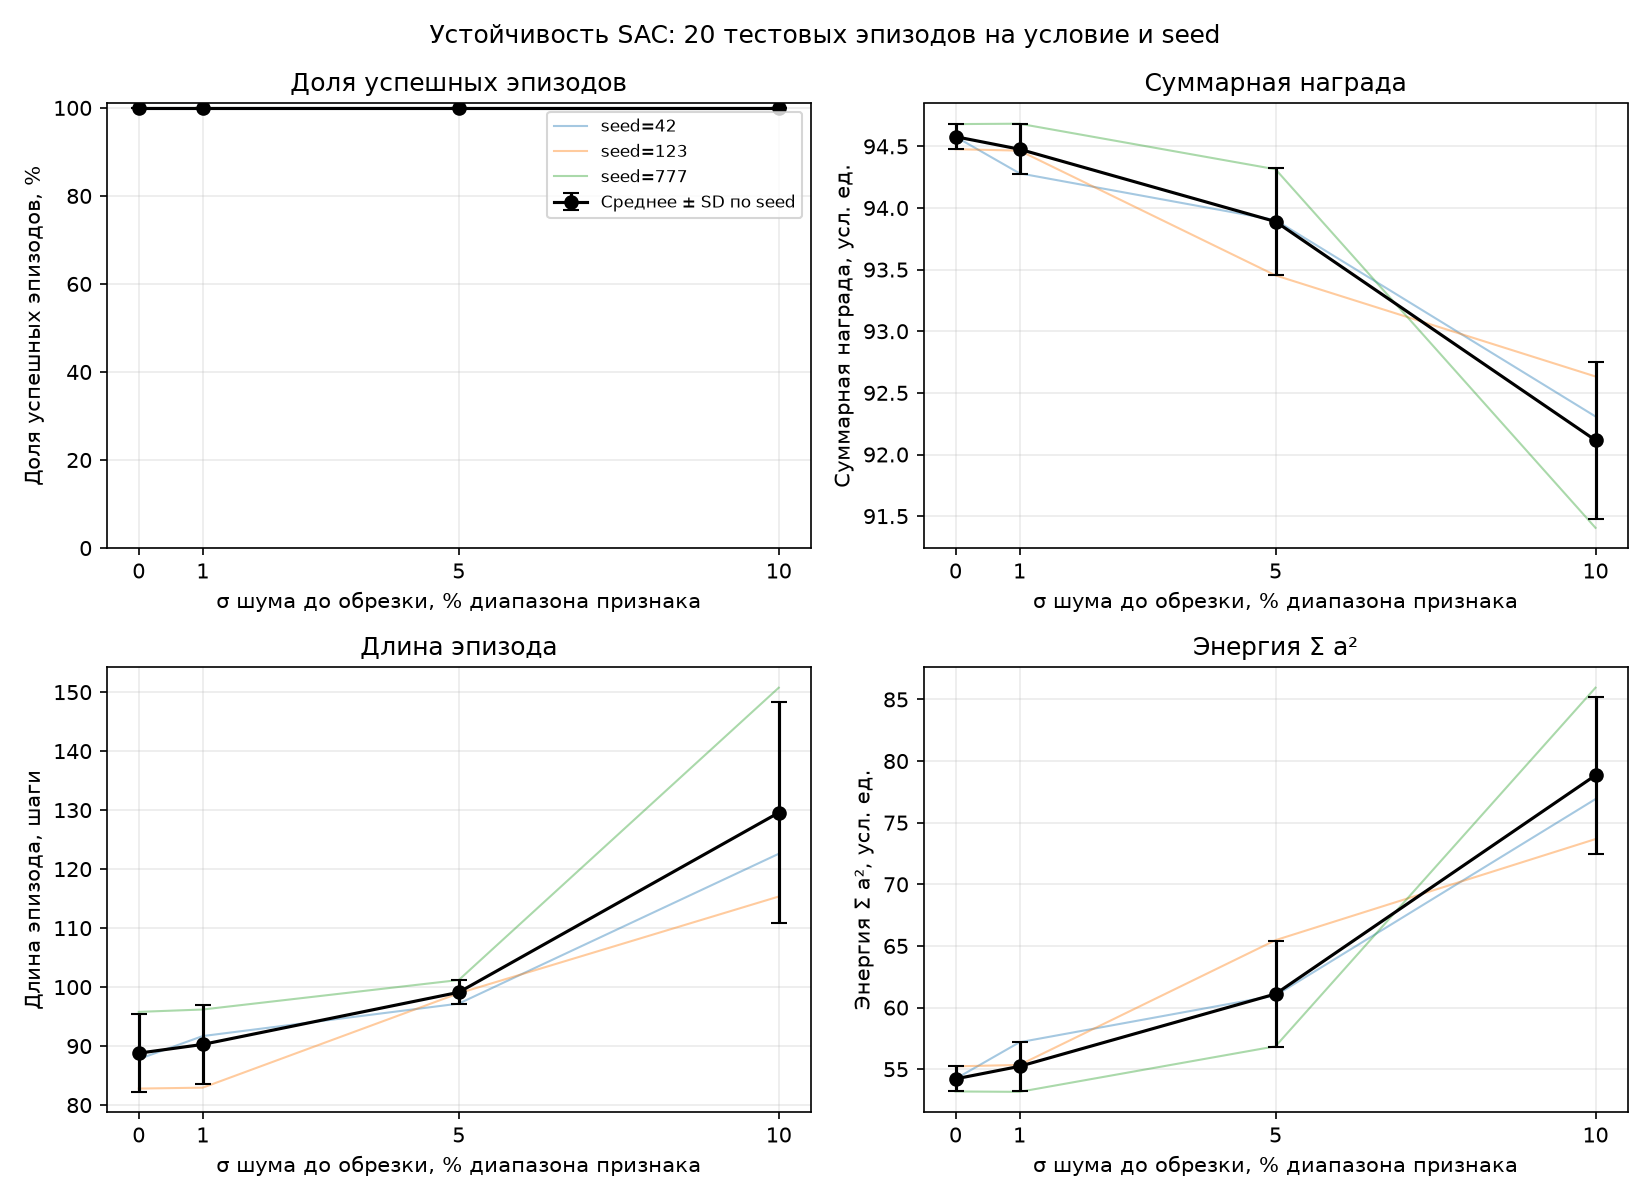 Устойчивость SAC: 20 тестовых эпизодов на условие и seed
Доля успешных эпизодов
Доля успешных эпизодов, %
100
80
60
40
20
0
0 1 5 10
σ шума до обрезки, % диапазона признака
seed=42
seed=123
seed=777
Среднее ± SD по seed
Суммарная награда
Суммарная награда, усл. ед.
94.5
94.0
93.5
93.0
92.5
92.0
91.5
0 1 5 10
σ шума до обрезки, % диапазона признака
Длина эпизода
Длина эпизода, шаги
150
140
130
120
110
100
90
80
0 1 5 10
σ шума до обрезки, % диапазона признака
Энергия Σ a²
Энергия Σ a², усл. ед.
85
80
75
70
65
60
55
0 1 5 10
σ шума до обрезки, % диапазона признака